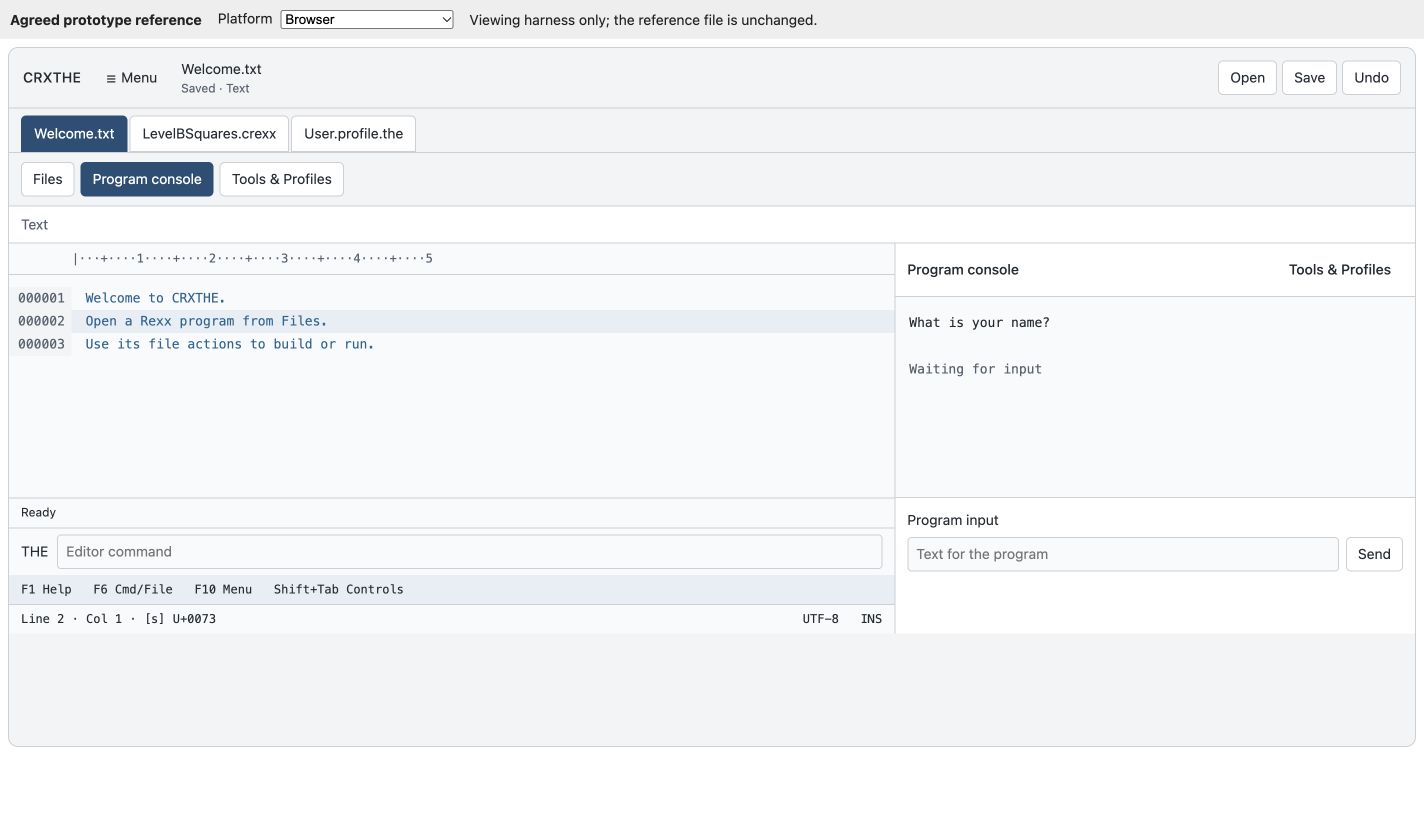 Agreed prototype reference Platform Browser Viewing harness only; the reference file is unchanged.
CRXTHE ≡ Menu Welcome.txt Open Save Undo
Saved · Text
Welcome.txt LevelBSquares.crexx User.profile.the
Files Program console Tools & Profiles
Text
|···+····1····+····2····+····3····+····4····+····5
Program console Tools & Profiles
000001 Welcome to CRXTHE.
000002 Open a Rexx program from Files.
000003 Use its file actions to build or run.
What is your name?
Waiting for input
Ready
THE Editor command
F1 Help F6 Cmd/File F10 Menu Shift+Tab Controls
Line 2 · Col 1 · [s] U+0073 UTF-8 INS
Program input
Text for the program Send